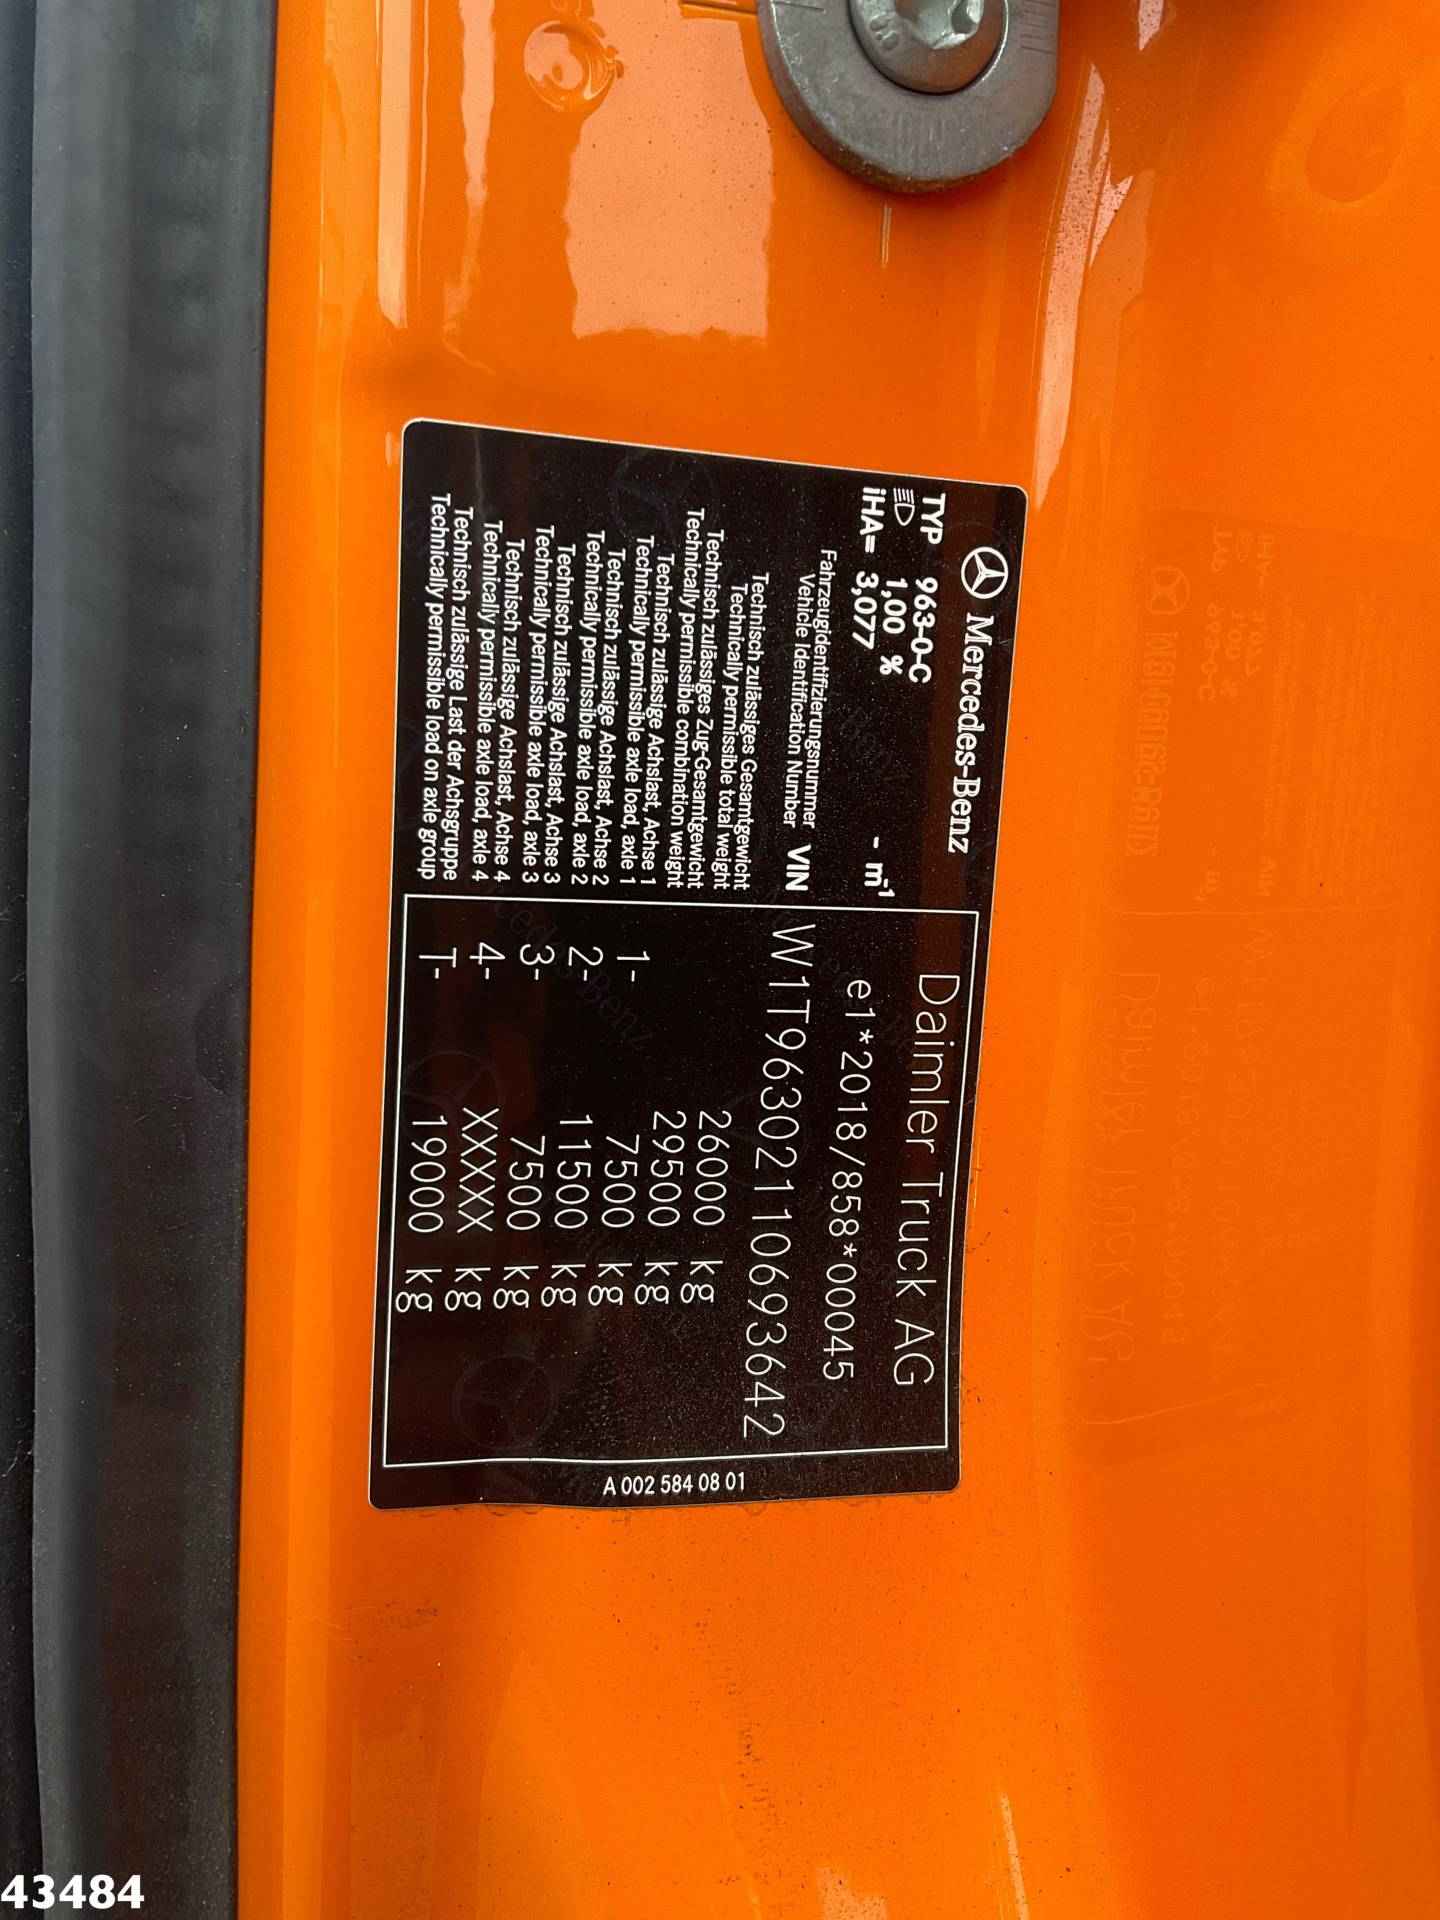 Mercedes-Benz
TYP 963-0-C
1,00 % - m⁻¹
iHA= 3,077
Daimler Truck AG
e1*2018/858*00045
Fahrzeugidentifizierungsnummer
Vehicle Identification Number VIN W1T96302110693642
Technisch zulässiges Gesamtgewicht
Technically permissible total weight 26000 kg
Technisch zulässiges Zug-Gesamtgewicht
Technically permissible combination weight 29500 kg
Technisch zulässige Achslast, Achse 1
Technically permissible axle load, axle 1 1- 7500 kg
Technisch zulässige Achslast, Achse 2
Technically permissible axle load, axle 2 2- 11500 kg
Technisch zulässige Achslast, Achse 3
Technically permissible axle load, axle 3 3- 7500 kg
Technisch zulässige Achslast, Achse 4
Technically permissible axle load, axle 4 4- XXXXX kg
Technisch zulässige Last der Achsgruppe
Technically permissible load on axle group T- 19000 kg
A 002 584 08 01
43484